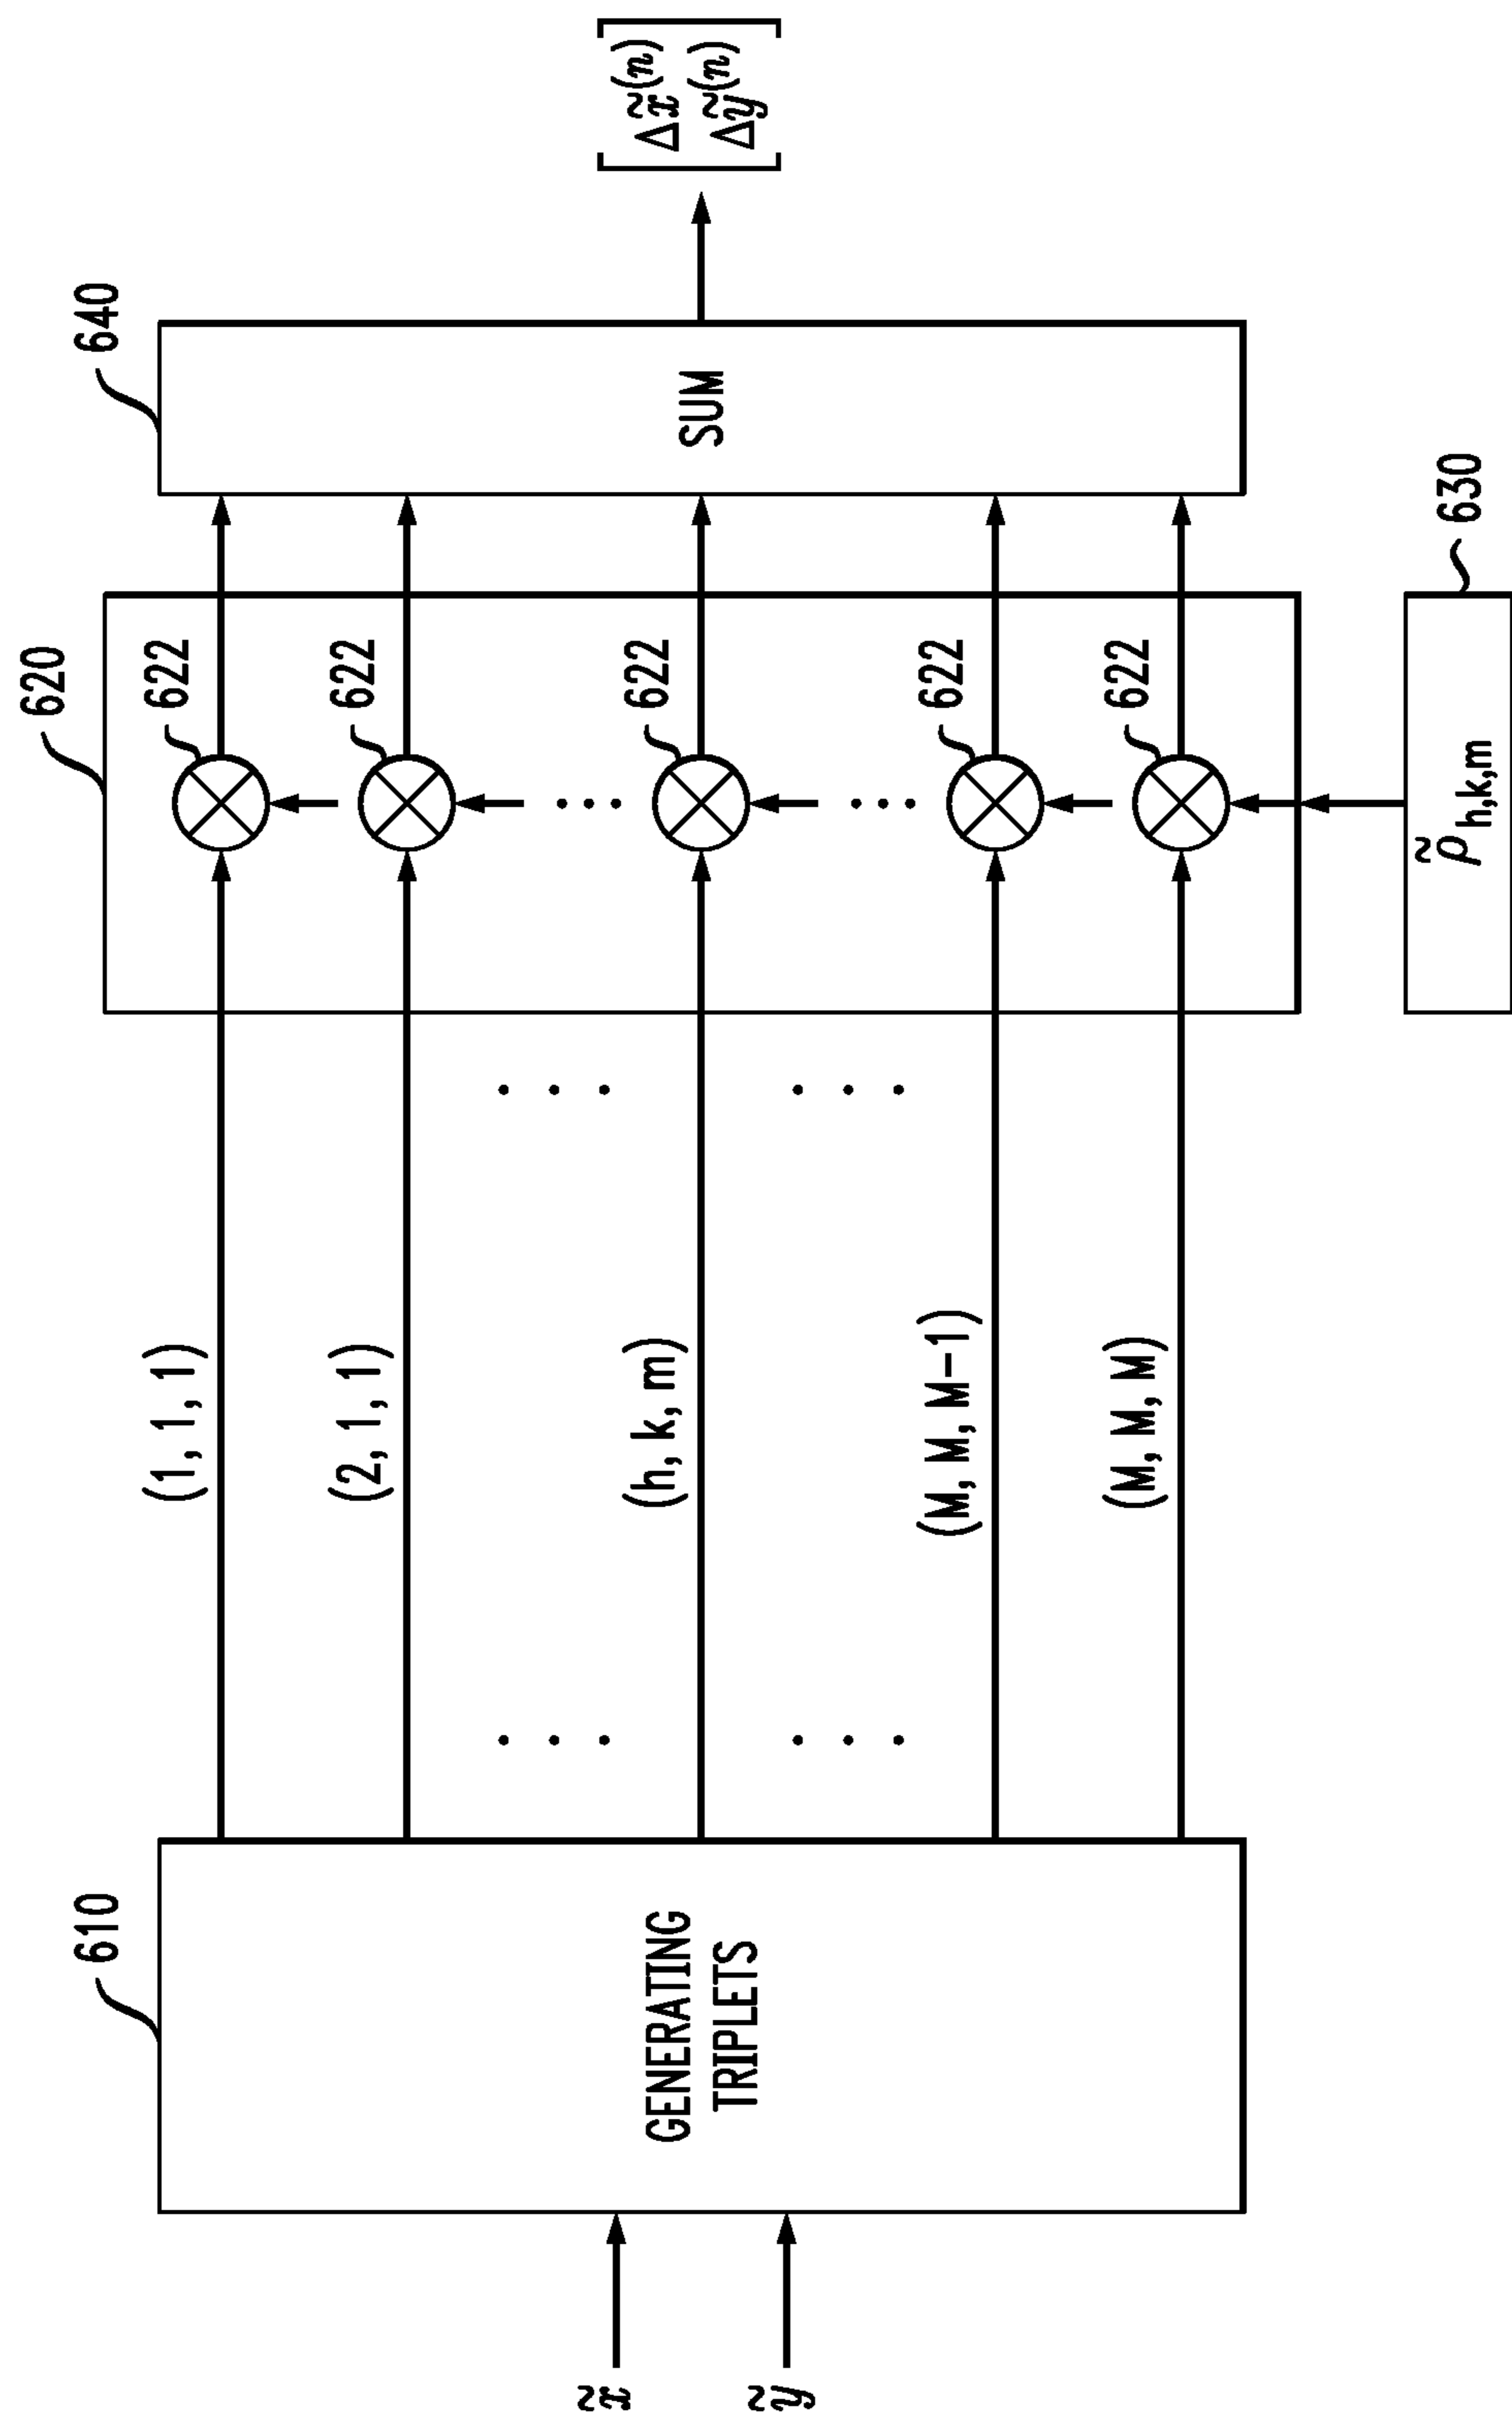 x̃
ỹ
610
GENERATING
TRIPLETS
(1, 1, 1)
(2, 1, 1)
(h, k, m)
(M, M, M−1)
(M, M, M)
· · ·
· · ·
· · ·
· · ·
620
622
622
622
622
622
· · ·
· · ·
630
ρ̃h,k,m
640
SUM
[Δx̃(n)
Δỹ(n)]